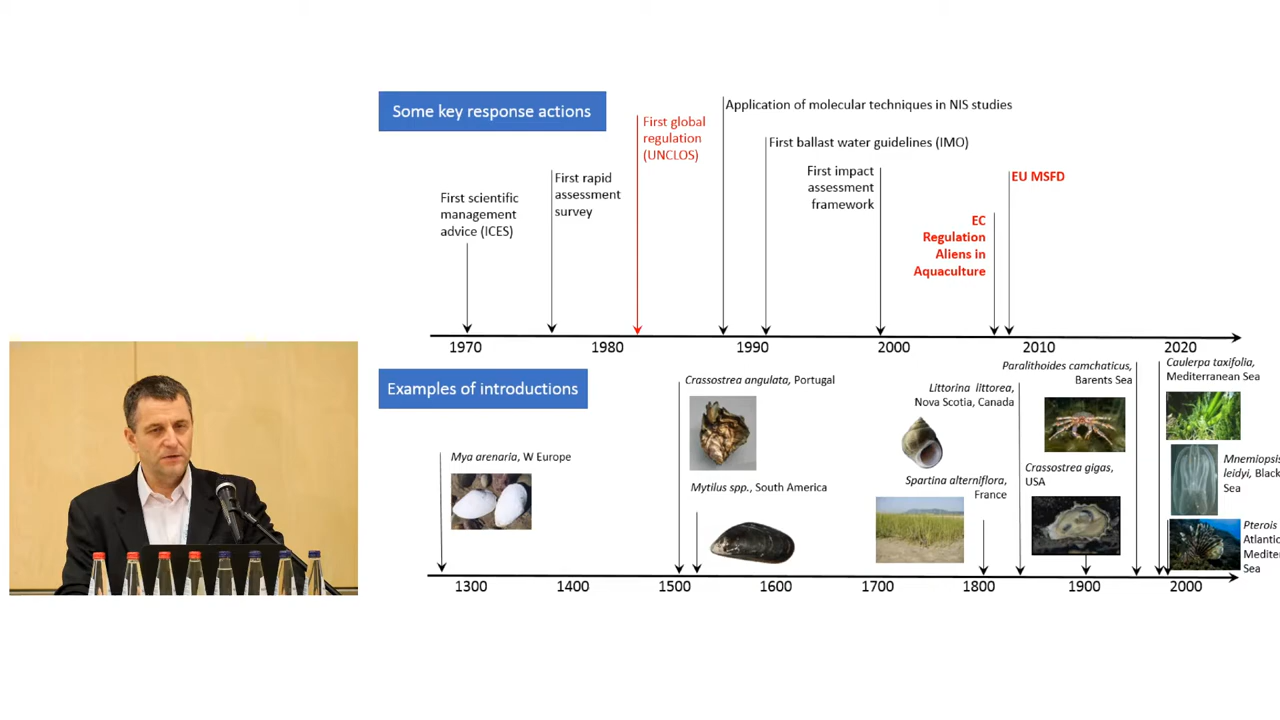 Some key response actions
Application of molecular techniques in NIS studies
First global
regulation
(UNCLOS)
First ballast water guidelines (IMO)
First impact
assessment
framework
EU MSFD
First rapid
assessment
survey
First scientific
management
advice (ICES)
EC
Regulation
Aliens in
Aquaculture
1970
1980
1990
2000
2010
2020
Examples of introductions
Mya arenaria, W Europe
Crassostrea angulata, Portugal
Mytilus spp., South America
Littorina littorea,
Nova Scotia, Canada
Spartina alterniflora,
France
Paralithoides camchaticus,
Barents Sea
Crassostrea gigas,
USA
Caulerpa taxifolia,
Mediterranean Sea
Mnemiopsis
leidyi, Black
Sea
Pterois
Atlantic
Mediter
Sea
1300
1400
1500
1600
1700
1800
1900
2000